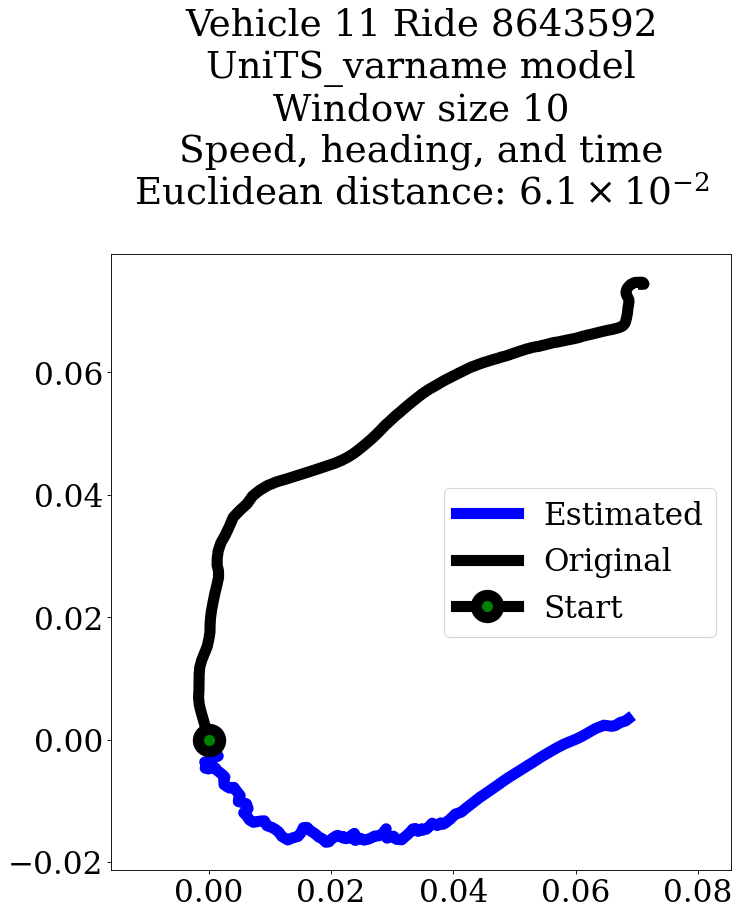 Vehicle 11 Ride 8643592
UniTS_varname model
Window size 10
Speed, heading, and time
Euclidean distance: 6.1 × 10⁻²
0.06
0.04
0.02
0.00
−0.02
Estimated
Original
Start
0.00 0.02 0.04 0.06 0.08